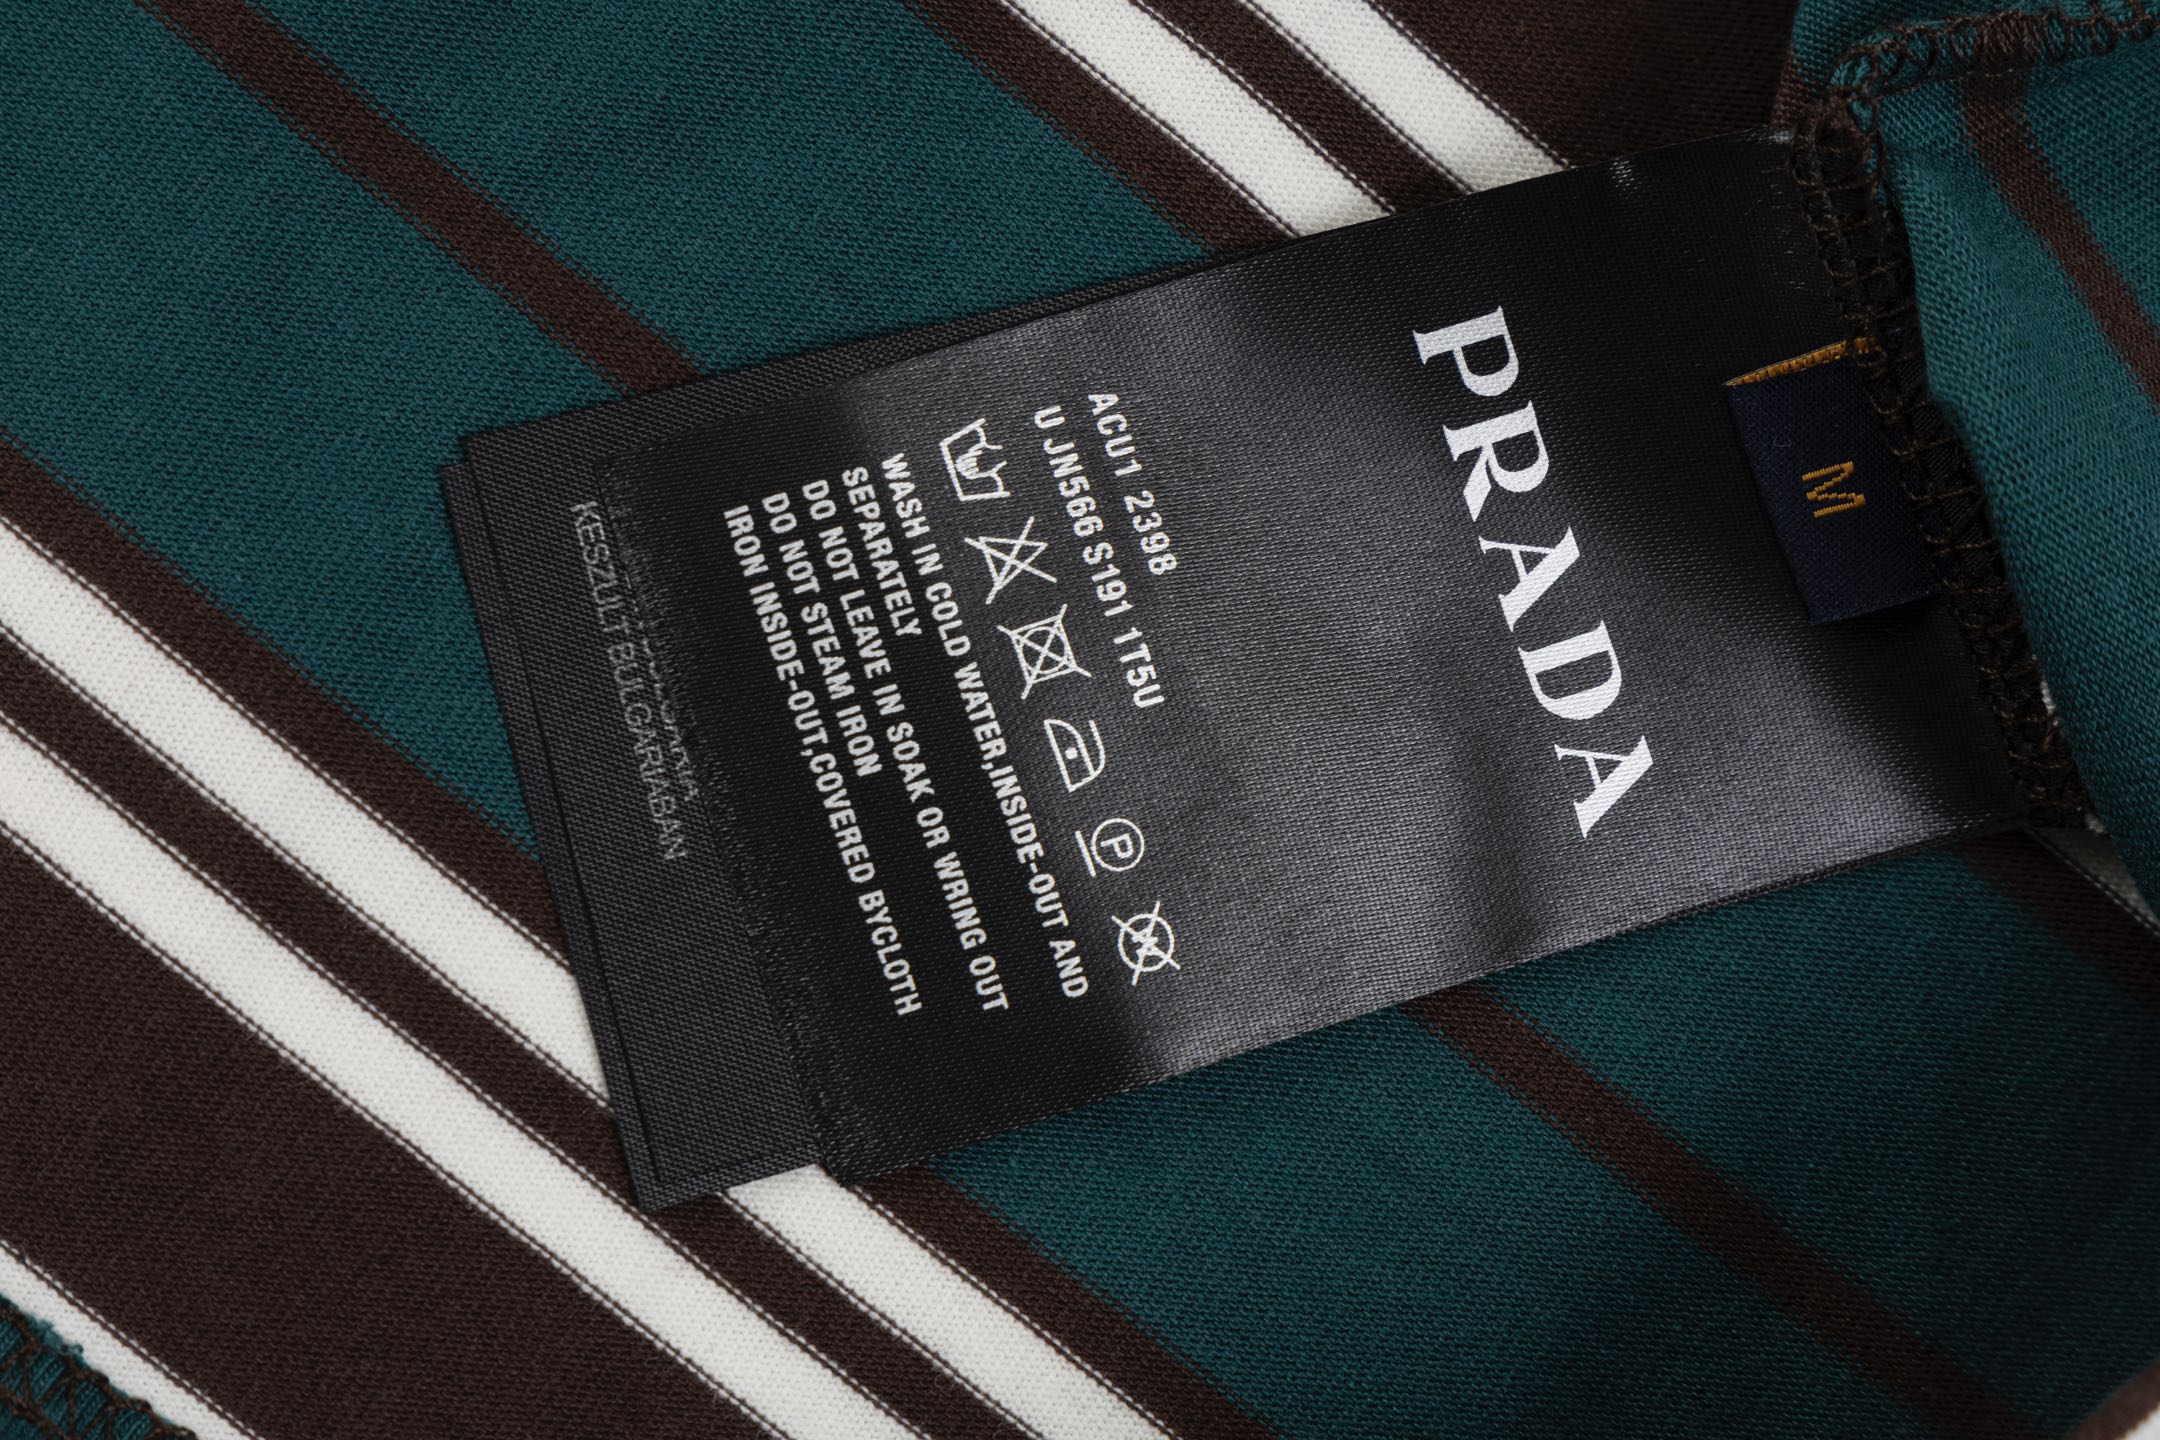 PRADA
M
ACU1 2398
UJN566 S191 1T5U
P
WASH IN COLD WATER,INSIDE-OUT AND
SEPARATELY
DO NOT LEAVE IN SOAK OR WRING OUT
DO NOT STEAM IRON
IRON INSIDE-OUT,COVERED BYCLOTH
KESZULT BULGARIABAN